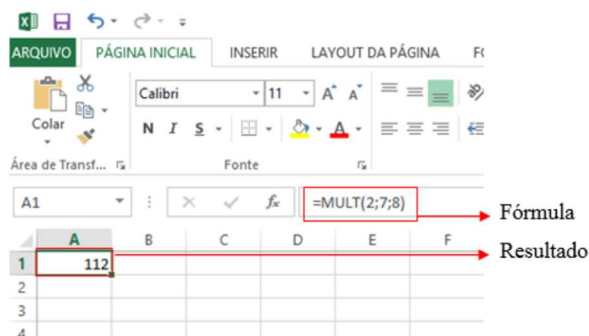 ARQUIVO PÁGINA INICIAL INSERIR LAYOUT DA PÁGINA FÓ
Colar
Calibri 11 A A
N I S A
Área de Transf... Fonte
A1 fx =MULT(2;7;8)
Fórmula
A B C D E F
Resultado
1 112
2
3
4